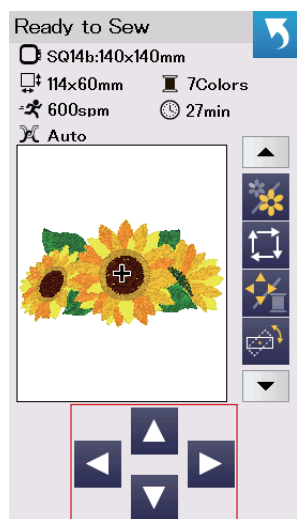 Ready to Sew
SQ14b:140x140mm
114x60mm 7Colors
600spm 27min
Auto